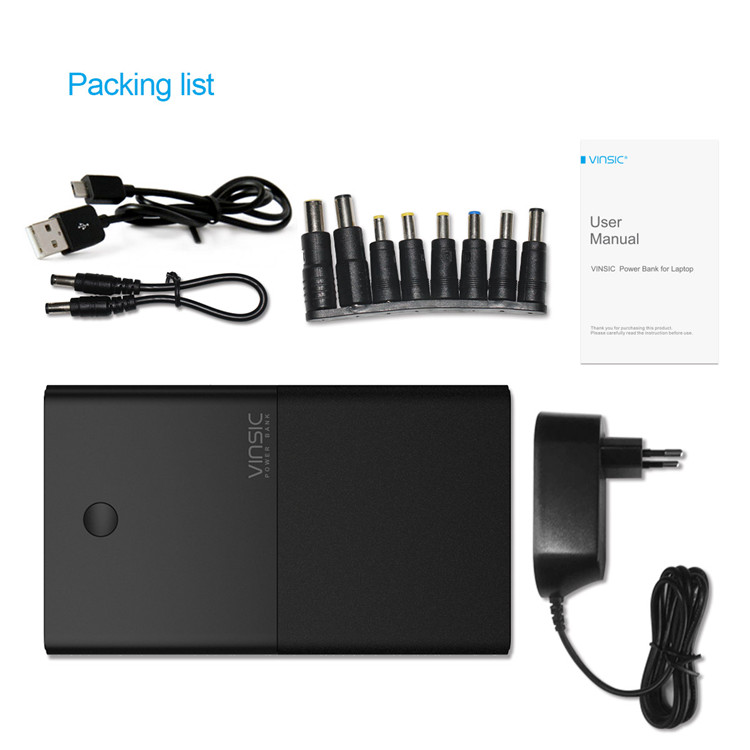 Packing list
VINSIC®
User
Manual
VINSIC Power Bank for Laptop
Thank you for purchasing this product.
Please carefully read the instruction before use.
VINSIC
POWER BANK